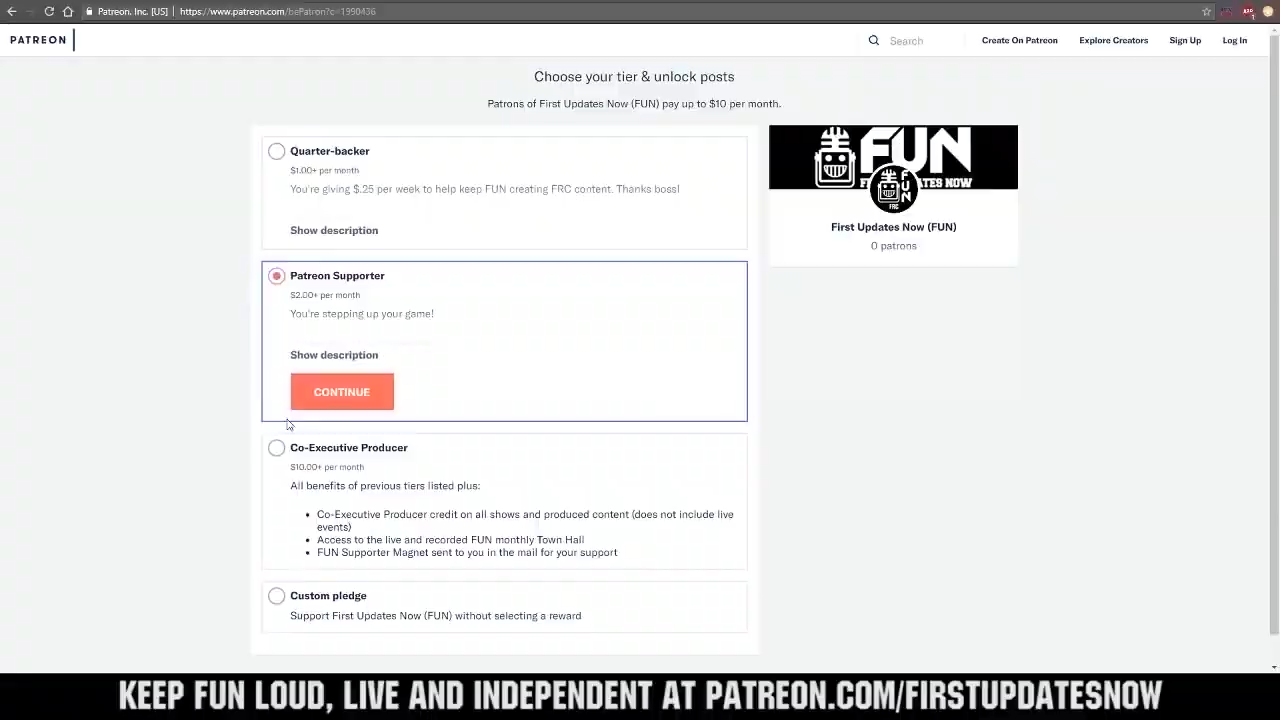 Patreon, Inc. [US] | https://www.patreon.com/bePatron?c=1990436
PATREON
Search
Create On Patreon
Explore Creators
Sign Up
Log In
Choose your tier & unlock posts
Patrons of First Updates Now (FUN) pay up to $10 per month.
Quarter-backer
$1.00+ per month
You're giving $.25 per week to help keep FUN creating FRC content. Thanks boss!
Show description
Patreon Supporter
$2.00+ per month
You're stepping up your game!
Show description
CONTINUE
Co-Executive Producer
$10.00+ per month
All benefits of previous tiers listed plus:
• Co-Executive Producer credit on all shows and produced content (does not include live
events)
• Access to the live and recorded FUN monthly Town Hall
• FUN Supporter Magnet sent to you in the mail for your support
Custom pledge
Support First Updates Now (FUN) without selecting a reward
FUN
UPDATES NOW
FUN
FRC
First Updates Now (FUN)
0 patrons
KEEP FUN LOUD, LIVE AND INDEPENDENT AT PATREON.COM/FIRSTUPDATESNOW